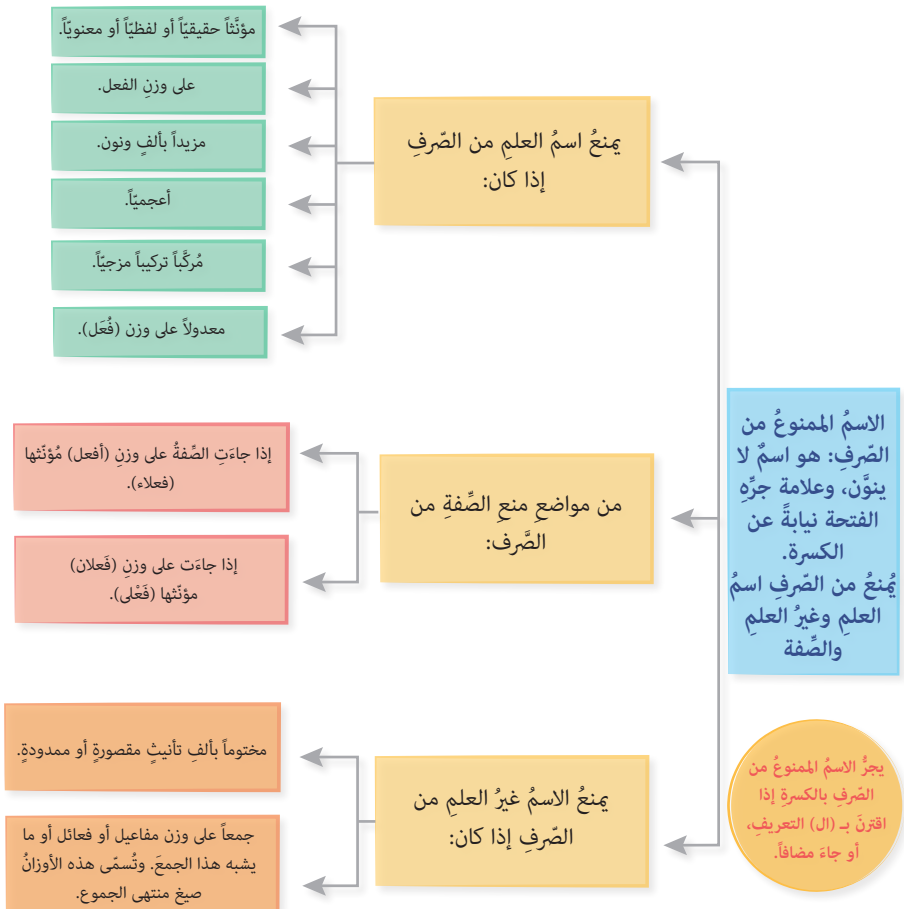 الاسمُ الممنوعُ من
الصّرفِ: هو اسمٌ لا
ينوَّن، وعلامة جرِّهِ
الفتحة نيابةً عن
الكسرة.
يُمنعُ من الصّرفِ اسمُ
العلمِ وغيرُ العلمِ
والصِّفة
يمنعُ اسمُ العلمِ من الصّرفِ
إذا كان:
مؤنَّثاً حقيقيّاً أو لفظيّاً أو معنويّاً.
على وزنِ الفعل.
مزيداً بألفٍ ونون.
أعجميّاً.
مُركَّباً تركيباً مزجيّاً.
معدولاً على وزن (فُعَل).
من مواضعِ منعِ الصِّفةِ من
الصَّرف:
إذا جاءَتِ الصِّفةُ على وزنِ (أفعل) مُؤنّثها
(فعلاء).
إذا جاءَت على وزنِ (فَعلان)
مؤنّثها (فَعْلى).
يمنعُ الاسمُ غيرُ العلمِ من
الصّرفِ إذا كان:
مختوماً بألفِ تأنيثٍ مقصورةٍ أو ممدودةٍ.
جمعاً على وزن مفاعيل أو فعائل أو ما
يشبه هذا الجمعَ. وتُسمّى هذه الأوزانُ
صيغ منتهى الجموع.
يجرُّ الاسمُ الممنوعُ من
الصّرفِ بالكسرةِ إذا
اقترنَ بـ (ال) التعريفِ،
أو جاءَ مضافاً.